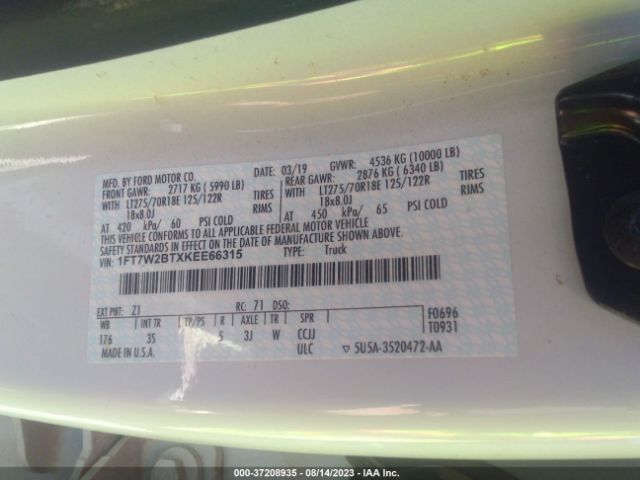 MFD. BY FORD MOTOR CO.
DATE: 03/19 GVWR: 4536 KG (10000 LB)
FRONT GAWR: 2717 KG (5990 LB) REAR GAWR: 2876 KG (6340 LB)
WITH LT275/70R18E 125/122R TIRES WITH LT275/70R18E 125/122R TIRES
18x8.0J RIMS 18x8.0J RIMS
AT 420 kPa/ 60 PSI COLD AT 450 kPa/ 65 PSI COLD
THIS VEHICLE CONFORMS TO ALL APPLICABLE FEDERAL MOTOR VEHICLE
SAFETY STANDARDS IN EFFECT ON THE DATE OF MANUFACTURE SHOWN ABOVE.
VIN: 1FT7W2BTXKEE66315 TYPE: Truck
EXT PNT: Z1 RC: 71 DSO:
WB INT TR TP/PS R AXLE TR SPR
176 3S 5 3J W CCJJ
F0696
T0931
MADE IN U.S.A. ULC 5U5A-3520472-AA
000-37208935 - 08/14/2023 - IAA Inc.